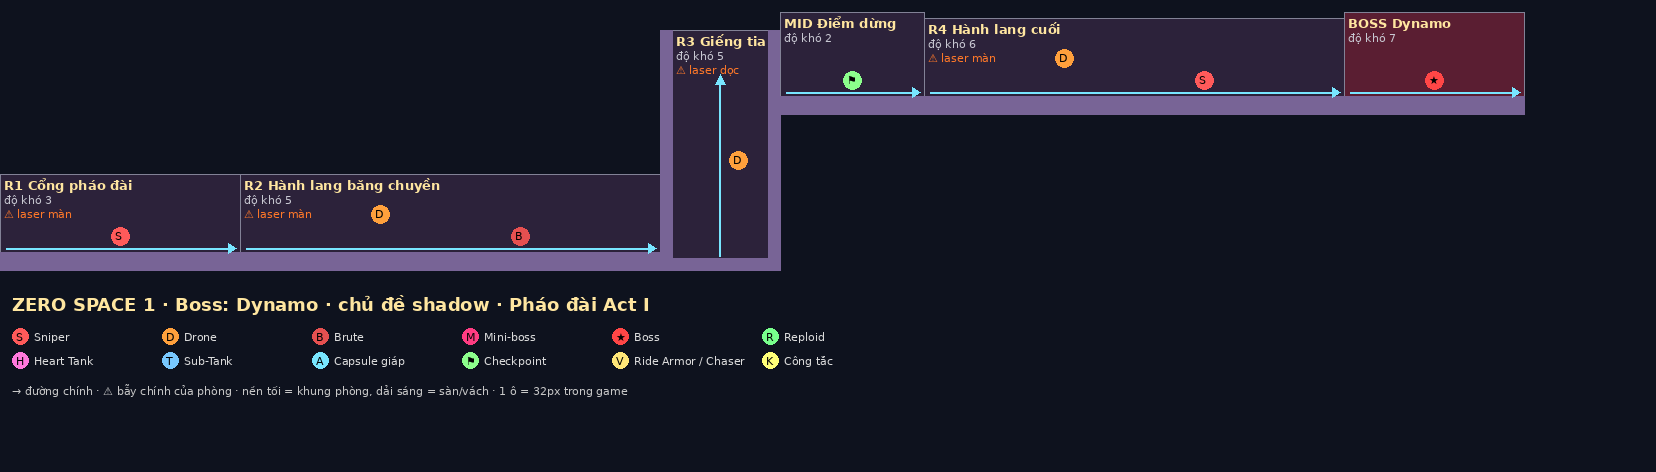 MID Điểm dừng
độ khó 2
⚑
R4 Hành lang cuối
độ khó 6
⚠ laser màn
D
S
BOSS Dynamo
độ khó 7
★
R3 Giếng tia
độ khó 5
⚠ laser dọc
D
R1 Cổng pháo đài
độ khó 3
⚠ laser màn
S
R2 Hành lang băng chuyền
độ khó 5
⚠ laser màn
D
B
ZERO SPACE 1 · Boss: Dynamo · chủ đề shadow · Pháo đài Act I
S Sniper D Drone B Brute M Mini-boss ★ Boss R Reploid
H Heart Tank T Sub-Tank A Capsule giáp ⚑ Checkpoint V Ride Armor / Chaser K Công tắc
→ đường chính · ⚠ bẫy chính của phòng · nền tối = khung phòng, dải sáng = sàn/vách · 1 ô = 32px trong game